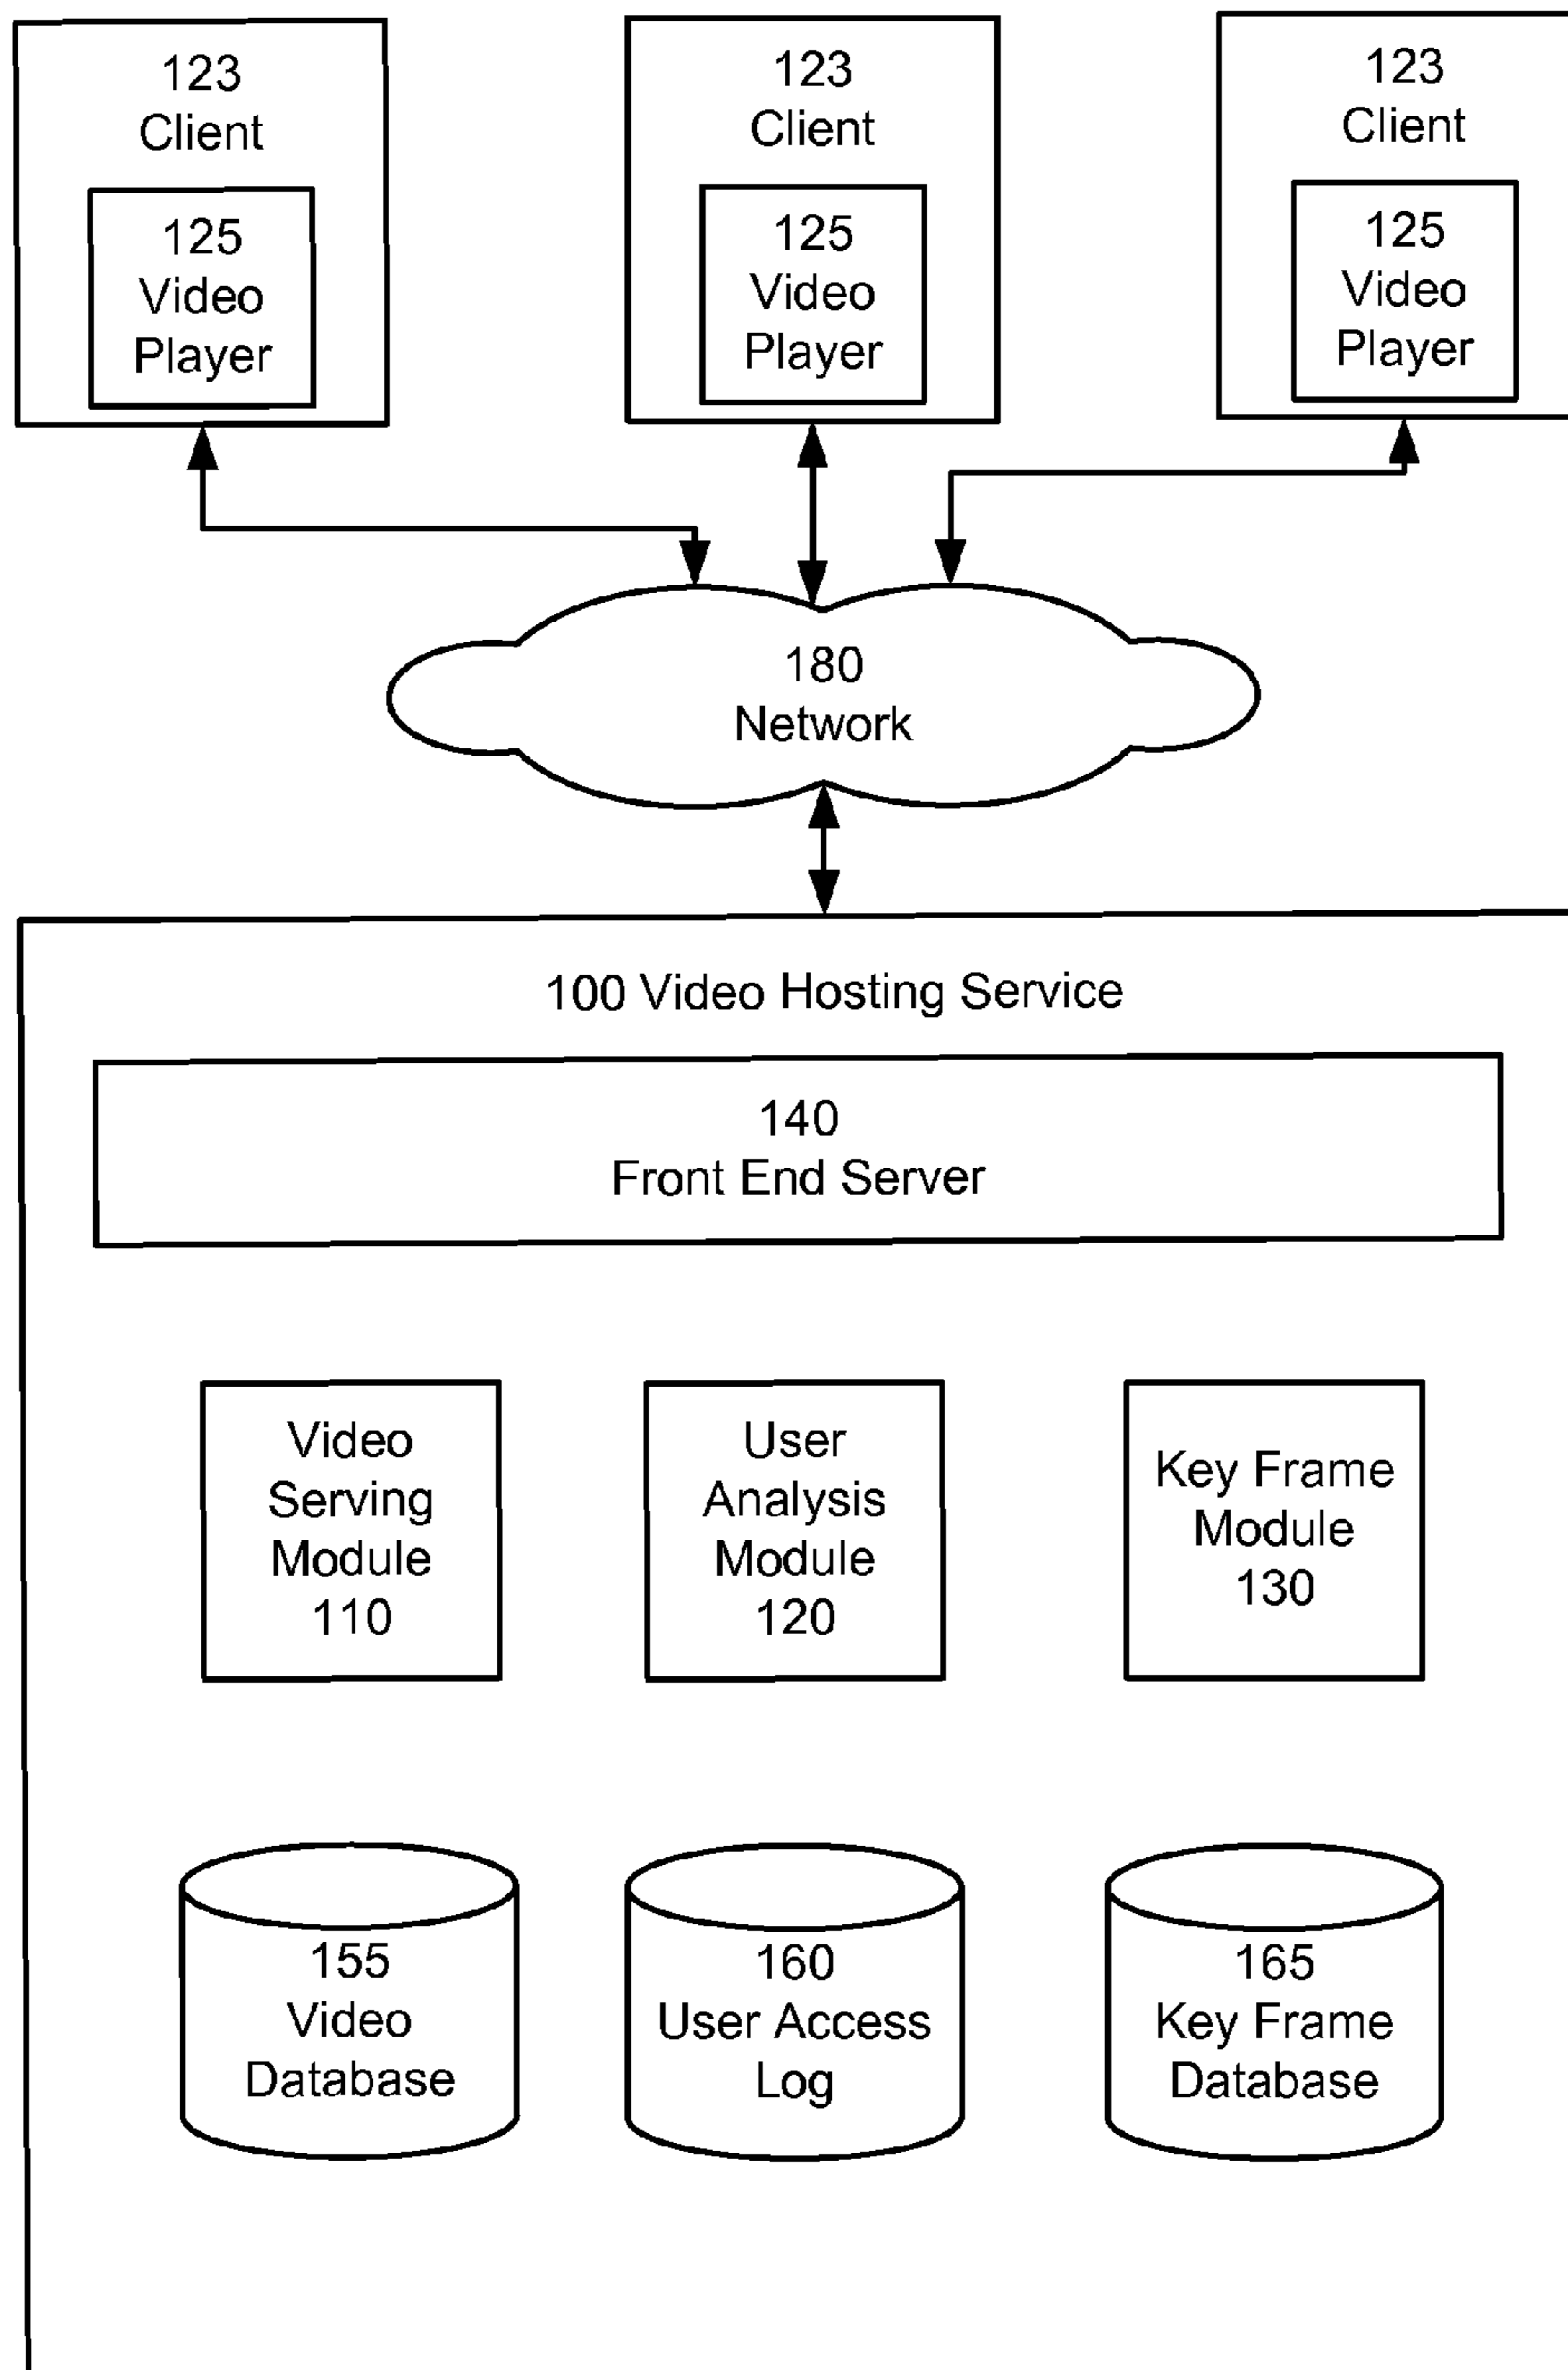 123
Client
125
Video
Player
123
Client
125
Video
Player
123
Client
125
Video
Player
180
Network
100 Video Hosting Service
140
Front End Server
Video
Serving
Module
110
User
Analysis
Module
120
Key Frame
Module
130
155
Video
Database
160
User Access
Log
165
Key Frame
Database